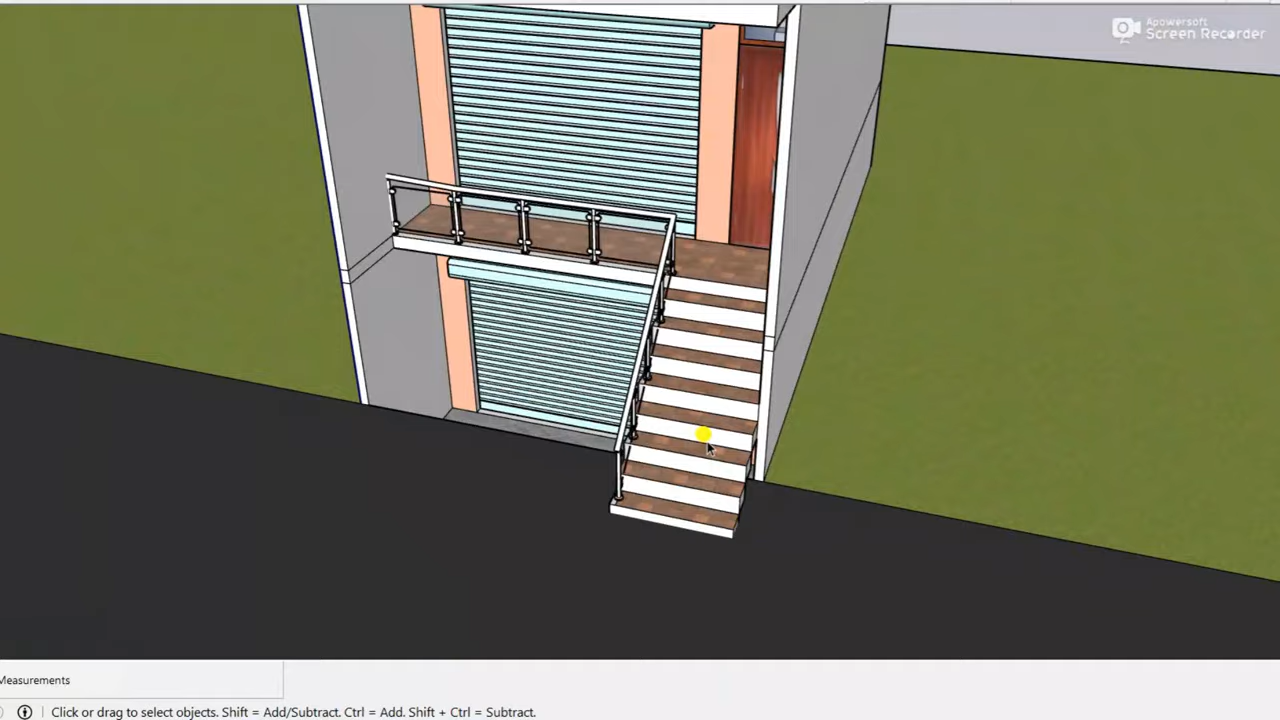 Apowersoft
Screen Recorder
Measurements
Click or drag to select objects. Shift = Add/Subtract. Ctrl = Add. Shift + Ctrl = Subtract.